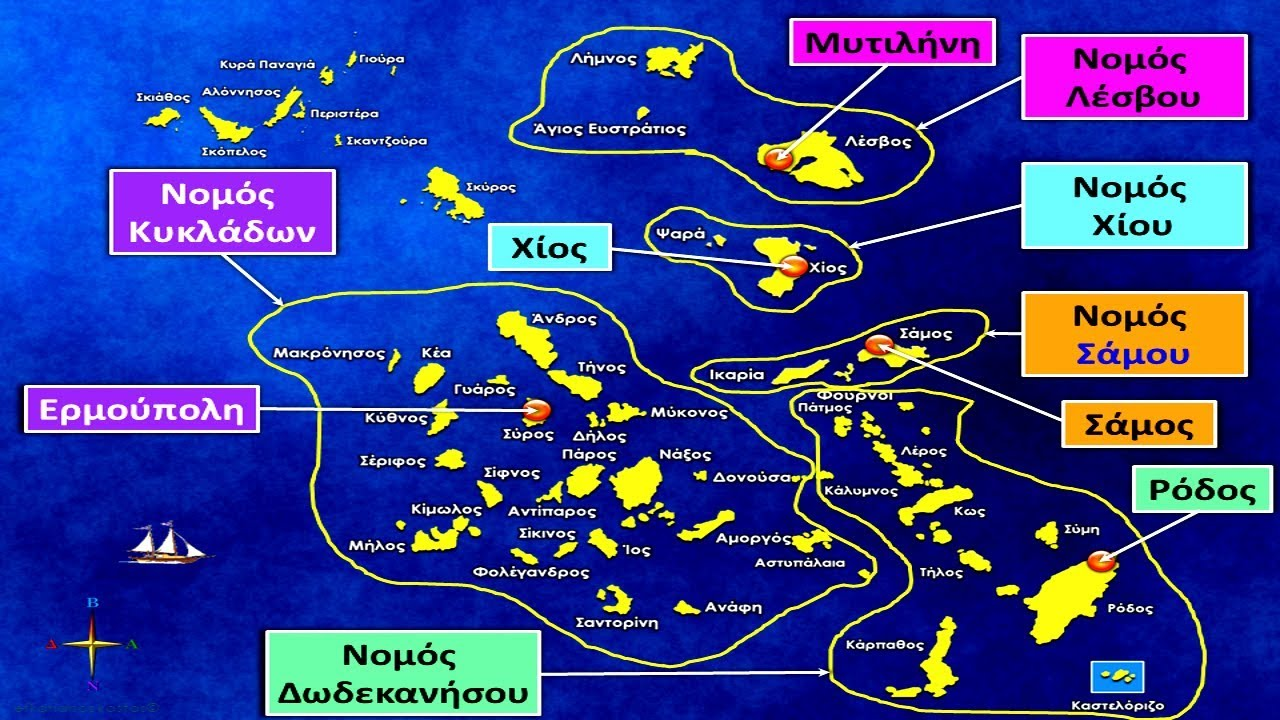 Μυτιλήνη
Νομός
Λέσβου
Λήμνος
Άγιος Ευστράτιος
Λέσβος
Κυρά Παναγιά
Γιούρα
Σκιάθος
Αλόννησος
Περιστέρα
Σκόπελος
Σκαντζούρα
Σκύρος
Νομός
Κυκλάδων
Νομός
Χίου
Χίος
Ψαρά
Χίος
Νομός
Σάμου
Σάμος
Ικαρία
Φούρνοι
Σάμος
Άνδρος
Μακρόνησος
Κέα
Τήνος
Γυάρος
Ερμούπολη
Κύθνος
Σύρος
Δήλος
Μύκονος
Πάρος
Νάξος
Σέριφος
Σίφνος
Δονούσα
Κίμωλος
Αντίπαρος
Μήλος
Σίκινος
Ίος
Αμοργός
Φολέγανδρος
Αστυπάλαια
Σαντορίνη
Ανάφη
Πάτμος
Λέρος
Κάλυμνος
Κως
Ρόδος
Σύμη
Τήλος
Ρόδος
Κάρπαθος
Καστελόριζο
Νομός
Δωδεκανήσου
Β
Δ
Α
Ν